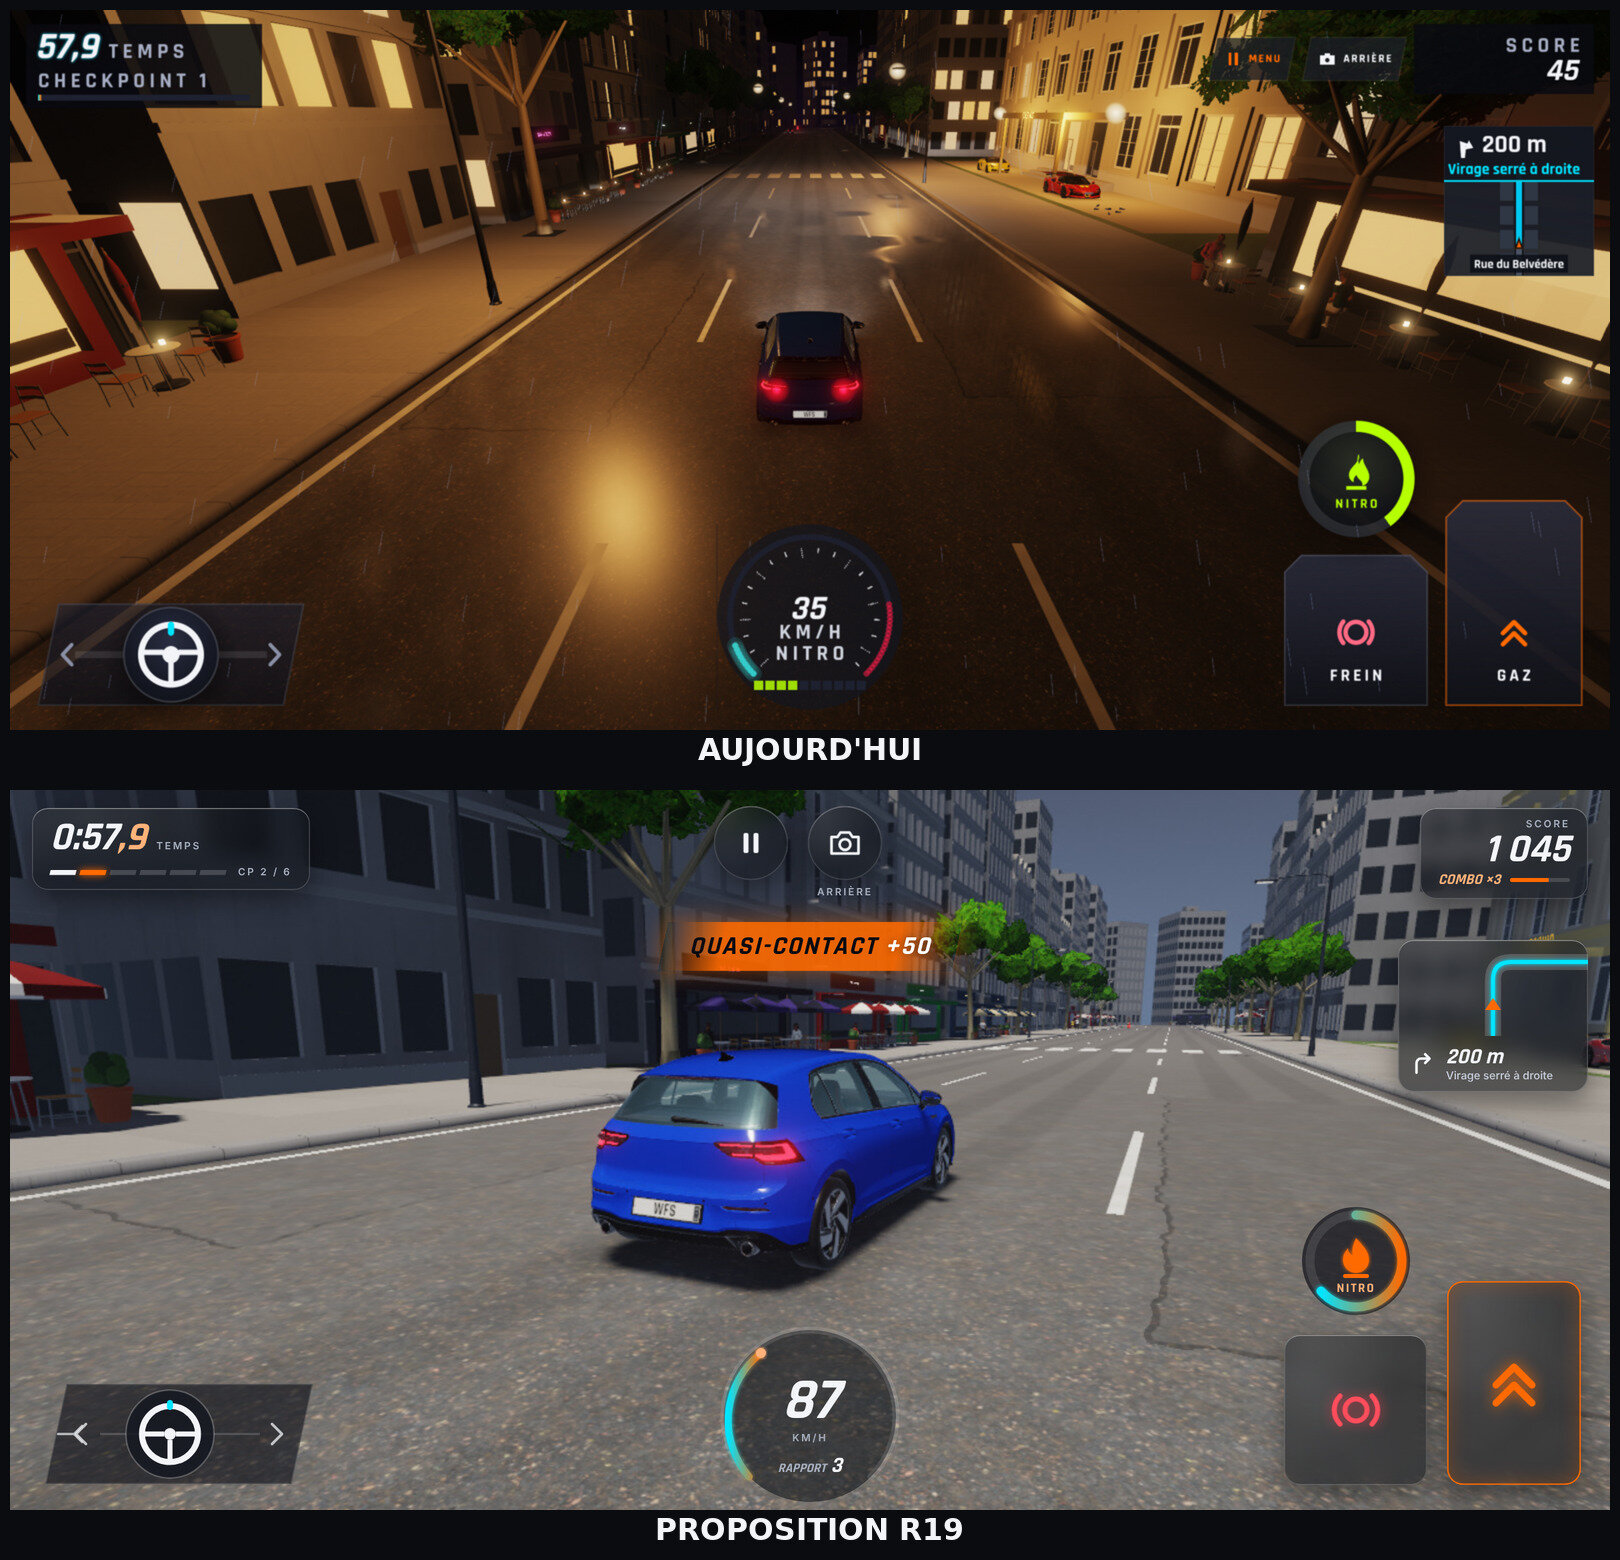 57,9 TEMPS
CHECKPOINT 1
MENU
ARRIÈRE
SCORE
45
200 m
Virage serré à droite
Rue du Belvédère
WFS
NITRO
35
KM/H
NITRO
FREIN
GAZ
AUJOURD'HUI
0:57,9 TEMPS
CP 2 / 6
ARRIÈRE
SCORE
1 045
COMBO ×3
QUASI-CONTACT +50
200 m
Virage serré à droite
WFS
NITRO
87
KM/H
RAPPORT 3
PROPOSITION R19